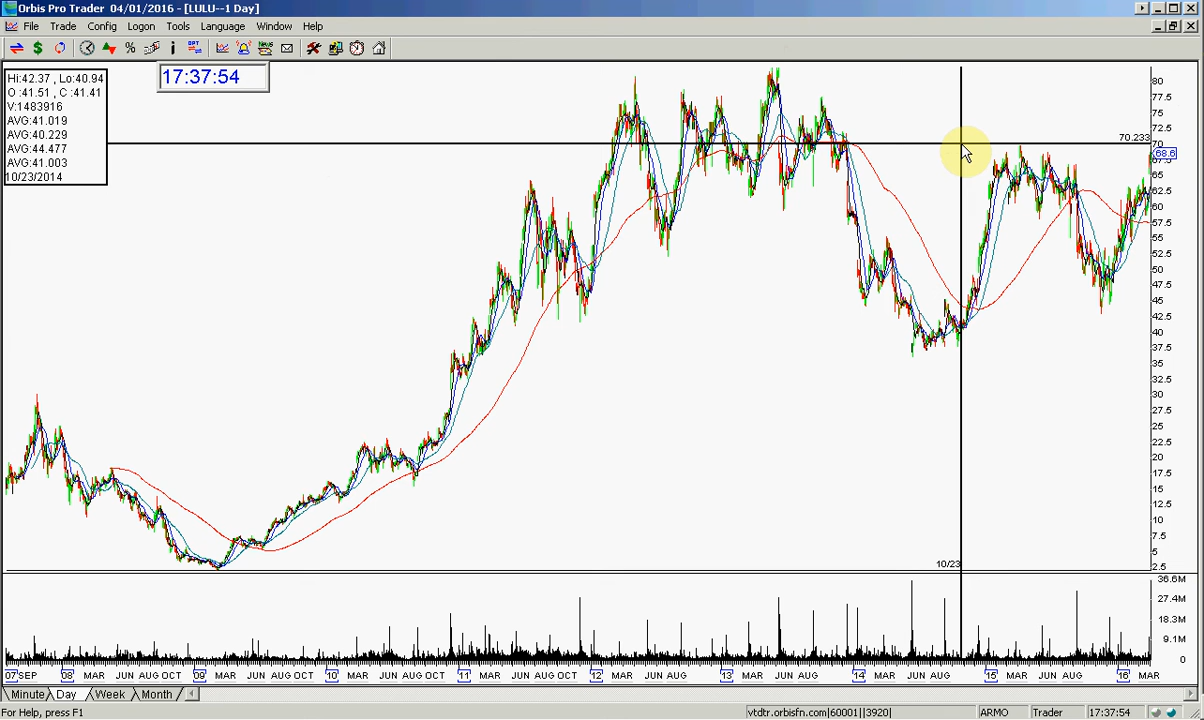 Orbis Pro Trader 04/01/2016 - [LULU--1 Day]
File Trade Config Logon Tools Language Window Help
17:37:54
Hi:42.37 , Lo:40.94
O :41.51 , C :41.41
V:1483916
AVG:41.019
AVG:40.229
AVG:44.477
AVG:41.003
10/23/2014
80
77.5
75
72.5
70.233
70
68.6
67.5
65
62.5
60
57.5
55
52.5
50
47.5
45
42.5
40
37.5
35
32.5
30
27.5
25
22.5
20
17.5
15
12.5
10
7.5
5
2.5
10/23
36.6M
27.4M
18.3M
9.1M
0
07 SEP 08 MAR JUN AUG OCT 09 MAR JUN AUG OCT 10 MAR JUN AUG OCT 11 MAR JUN AUG OCT 12 MAR JUN AUG 13 MAR JUN AUG 14 MAR JUN AUG 15 MAR JUN AUG 16 MAR
Minute Day Week Month
For Help, press F1 vtdtr.orbisfn.com|60001||3920| ARMO Trader 17:37:54